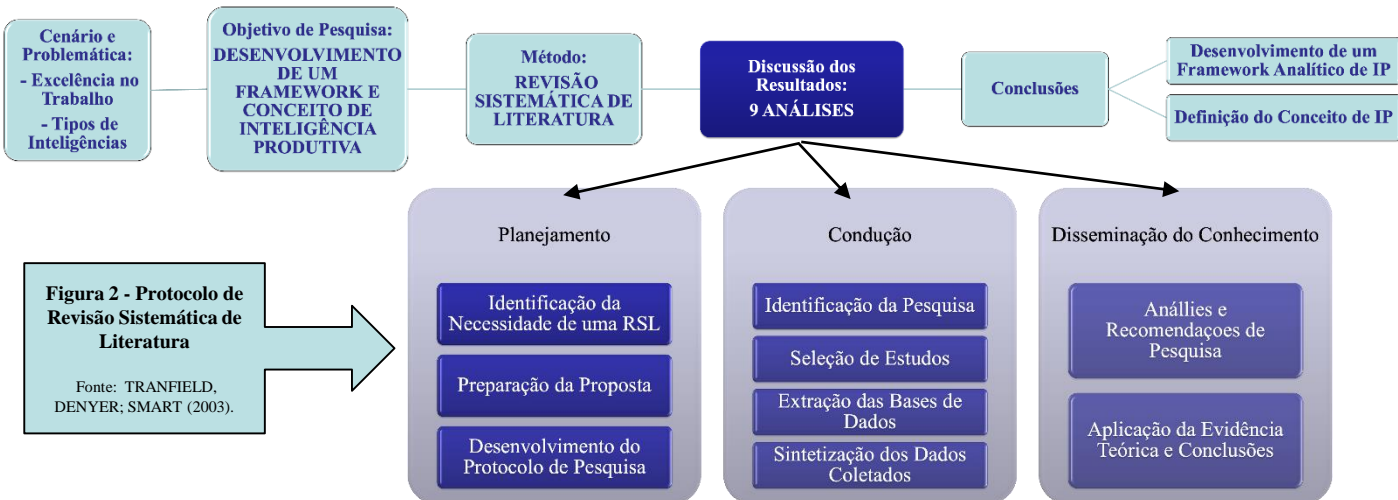 Cenário e
Problemática:
- Excelência no
Trabalho
- Tipos de
Inteligências
Objetivo de Pesquisa:
DESENVOLVIMENTO
DE UM
FRAMEWORK E
CONCEITO DE
INTELIGÊNCIA
PRODUTIVA
Método:
REVISÃO
SISTEMÁTICA DE
LITERATURA
Discussão dos
Resultados:
9 ANÁLISES
Conclusões
Desenvolvimento de um
Framework Analítico de IP
Definição do Conceito de IP
Figura 2 - Protocolo de
Revisão Sistemática de
Literatura
Fonte: TRANFIELD,
DENYER; SMART (2003).
Planejamento
Identificação da
Necessidade de uma RSL
Preparação da Proposta
Desenvolvimento do
Protocolo de Pesquisa
Condução
Identificação da Pesquisa
Seleção de Estudos
Extração das Bases de
Dados
Sintetização dos Dados
Coletados
Disseminação do Conhecimento
Anállies e
Recomendaçoes de
Pesquisa
Aplicação da Evidência
Teórica e Conclusões